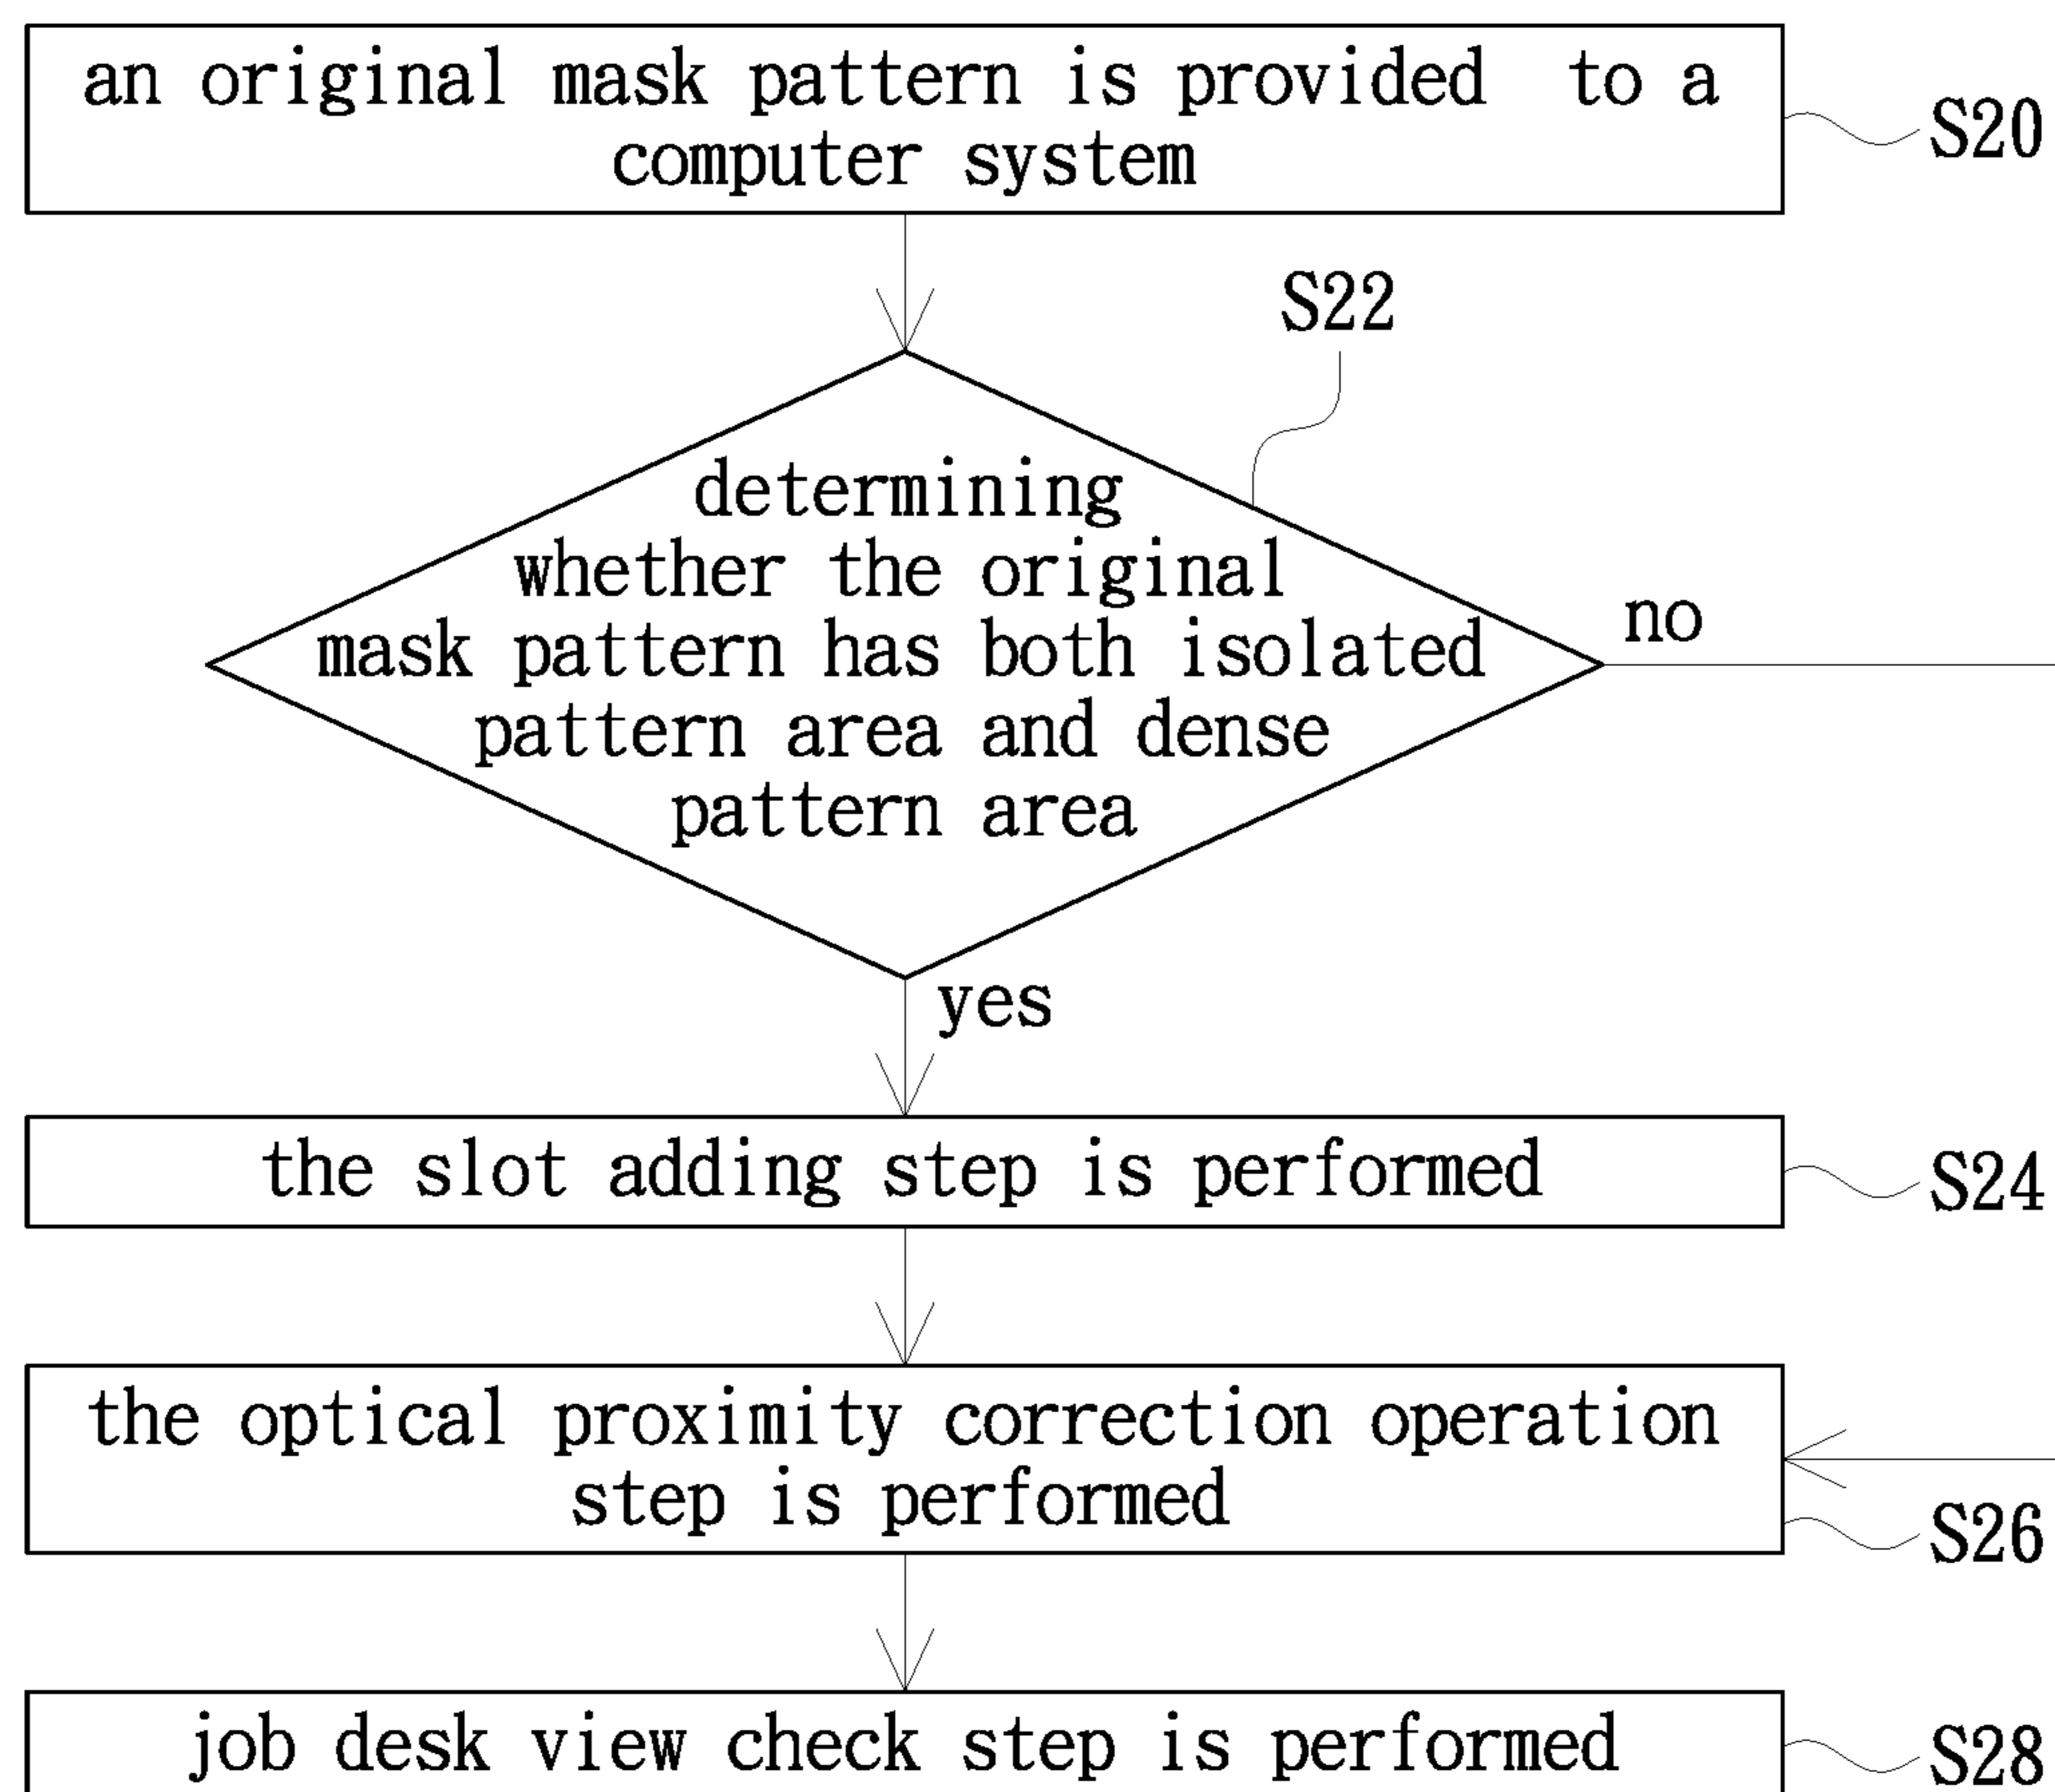 an original mask pattern is provided to a
computer system
S20
S22
determining
whether the original
mask pattern has both isolated
pattern area and dense
pattern area
no
yes
the slot adding step is performed
S24
the optical proximity correction operation
step is performed
S26
job desk view check step is performed
S28